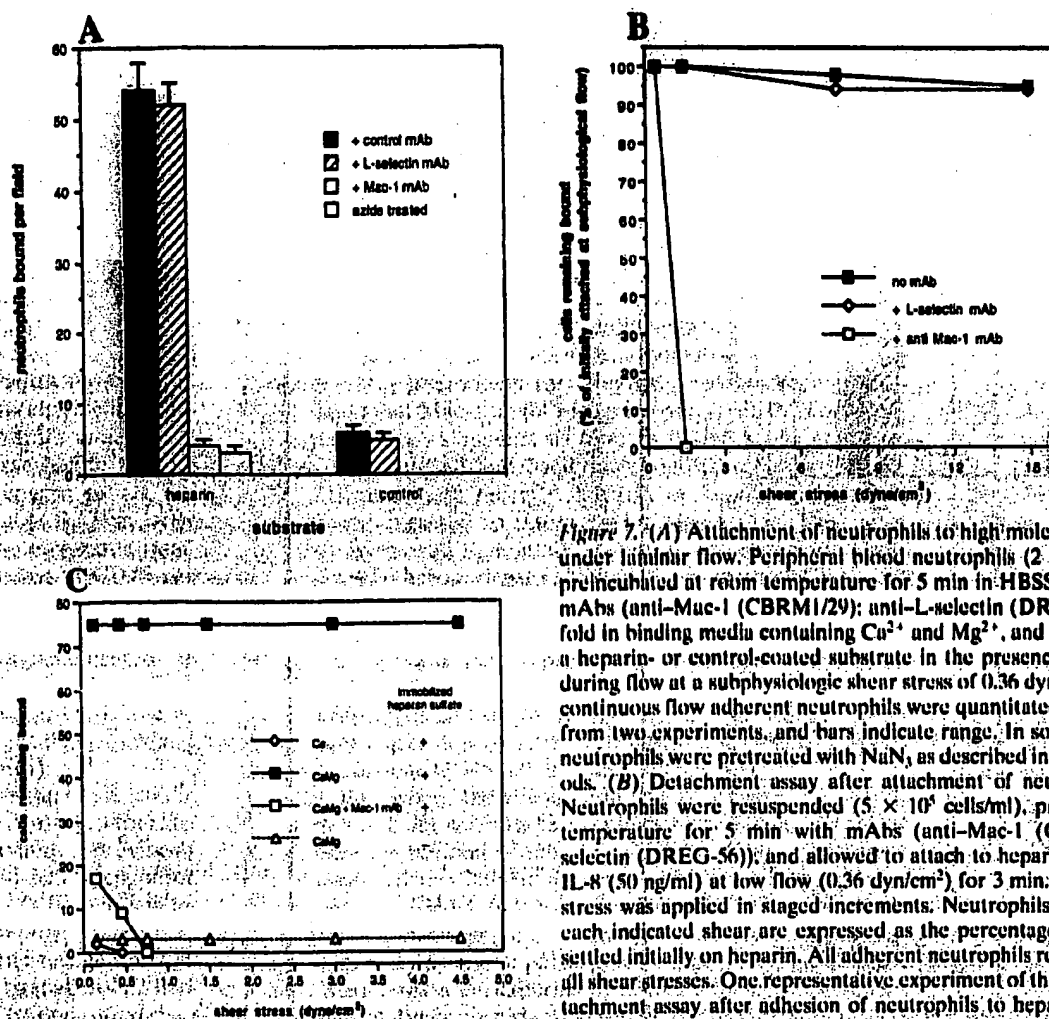 A
60
50
40
30
20
10
0
neutrophils bound per field
+ control mAb
+ L-selectin mAb
+ Mac-1 mAb
azide treated
heparin
control
substrate
B
100
90
80
70
60
50
40
30
20
10
0
cells remaining bound
(% of initially attached at subphysiological flow)
no mAb
+ L-selectin mAb
+ anti Mac-1 mAb
0 3 6 9 12 15
shear stress (dyne/cm²)
C
80
70
60
50
40
30
20
10
0
cells remaining bound
immobilized
heparan sulfate
Ca +
CaMg +
CaMg + Mac-1 mAb +
CaMg
0.0 0.5 1.0 1.5 2.0 2.5 3.0 3.5 4.0 4.5 5.0
shear stress (dyne/cm²)
Figure 7. (A) Attachment of neutrophils to high mole
under laminar flow. Peripheral blood neutrophils (2
preincubated at room temperature for 5 min in HBSS
mAbs (anti–Mac-1 (CBRM1/29); anti–L-selectin (DRE
fold in binding media containing Ca²⁺ and Mg²⁺, and
a heparin- or control-coated substrate in the presenc
during flow at a subphysiologic shear stress of 0.36 dyn
continuous flow adherent neutrophils were quantitate
from two experiments, and bars indicate range. In so
neutrophils were pretreated with NaN₃ as described in
ods. (B) Detachment assay after attachment of neu
Neutrophils were resuspended (5 × 10⁵ cells/ml), p
temperature for 5 min with mAbs (anti–Mac-1 (C
selectin (DREG-56)), and allowed to attach to hepar
IL-8 (50 ng/ml) at low flow (0.36 dyn/cm²) for 3 min.
stress was applied in staged increments. Neutrophils
each indicated shear are expressed as the percentage
settled initially on heparin. All adherent neutrophils r
all shear stresses. One representative experiment of th
tachment assay after adhesion of neutrophils to hepa